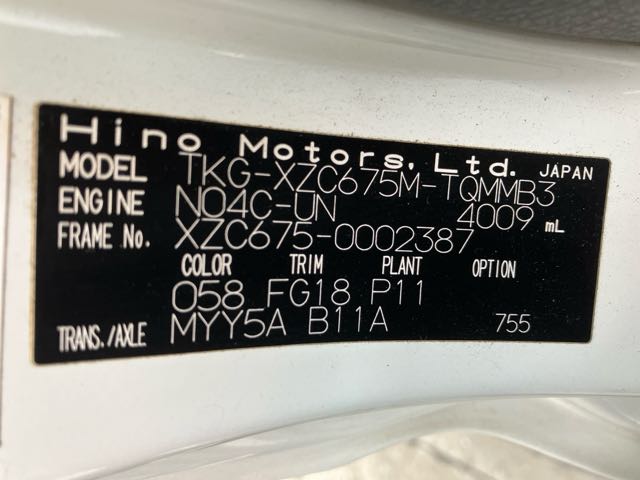 Hino Motors, Ltd. JAPAN
MODEL TKG-XZC675M-TQMMB3
ENGINE N04C-UN 4009 mL
FRAME No. XZC675-0002387
COLOR TRIM PLANT OPTION
058 FG18 P11
TRANS./AXLE MYY5A B11A 755